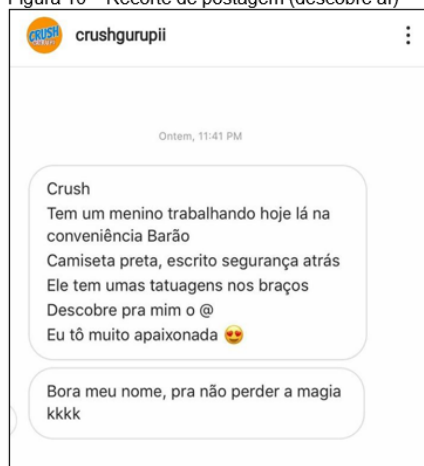 Figura 10 – Recorte de postagem (descobre aí)
CRUSH
crushgurupii
Ontem, 11:41 PM
Crush
Tem um menino trabalhando hoje lá na
conveniência Barão
Camiseta preta, escrito segurança atrás
Ele tem umas tatuagens nos braços
Descobre pra mim o @
Eu tô muito apaixonada 😍
Bora meu nome, pra não perder a magia
kkkk